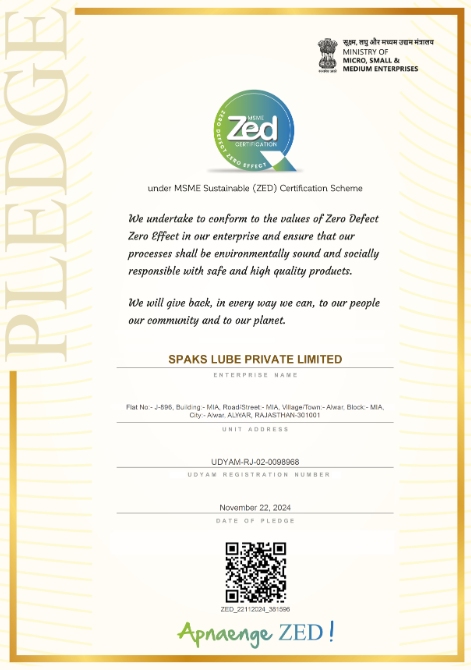 PLEDGE
सूक्ष्म, लघु और मध्यम उद्यम मंत्रालय
MINISTRY OF
MICRO, SMALL &
MEDIUM ENTERPRISES
MSME
Zed
CERTIFICATION
ZERO DEFECT ZERO EFFECT
under MSME Sustainable (ZED) Certification Scheme
We undertake to conform to the values of Zero Defect
Zero Effect in our enterprise and ensure that our
processes shall be environmentally sound and socially
responsible with safe and high quality products.
We will give back, in every way we can, to our people
our community and to our planet.
SPAKS LUBE PRIVATE LIMITED
ENTERPRISE NAME
Flat No:- J-596, Building:- MIA, Road/Street:- MIA, Village/Town:- Alwar, Block:- MIA,
City:- Alwar, ALWAR, RAJASTHAN-301001
UNIT ADDRESS
UDYAM-RJ-02-0098968
UDYAM REGISTRATION NUMBER
November 22, 2024
DATE OF PLEDGE
ZED_22112024_381596
Apnaenge ZED!